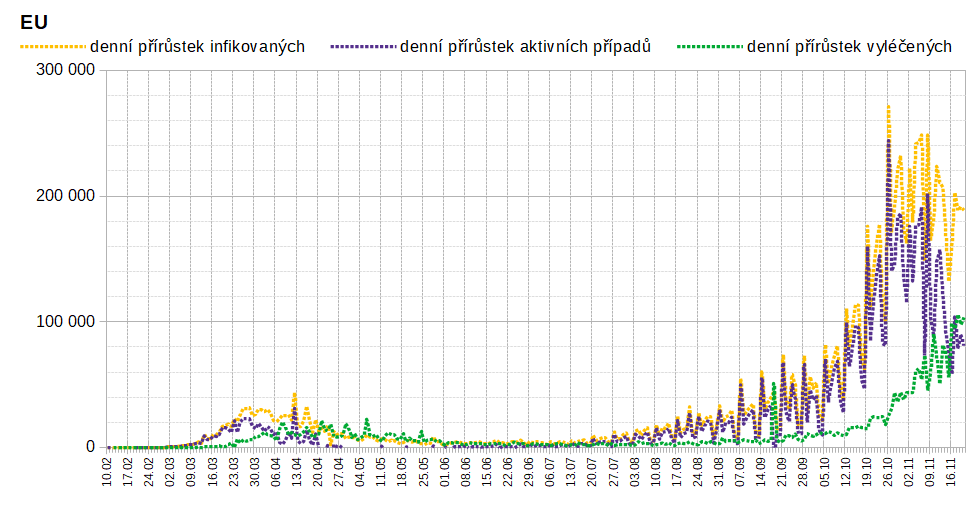 EU
denní přírůstek infikovaných denní přírůstek aktivních případů denní přírůstek vyléčených
300 000
200 000
100 000
0
10.02 17.02 24.02 02.03 09.03 16.03 23.03 30.03 06.04 13.04 20.04 27.04 04.05 11.05 18.05 25.05 01.06 08.06 15.06 22.06 29.06 06.07 13.07 20.07 27.07 03.08 10.08 17.08 24.08 31.08 07.09 14.09 21.09 28.09 05.10 12.10 19.10 26.10 02.11 09.11 16.11